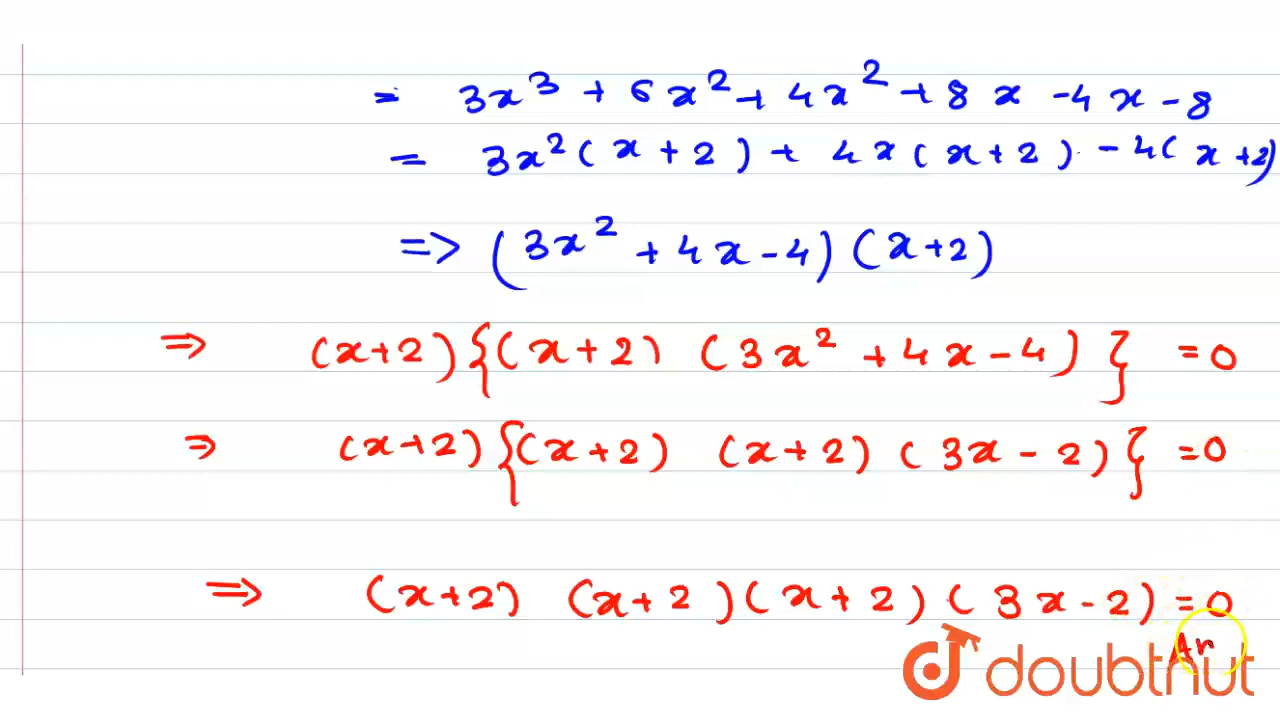 = 3x³ + 6x² + 4x² + 8x - 4x - 8
= 3x²(x + 2) + 4x(x + 2) - 4(x + 2)
=> (3x² + 4x - 4)(x + 2)
⇒ (x + 2){(x + 2)(3x² + 4x - 4)} = 0
⇒ (x + 2){(x + 2)(x + 2)(3x - 2)} = 0
⇒ (x + 2)(x + 2)(x + 2)(3x - 2) = 0
doubtnut